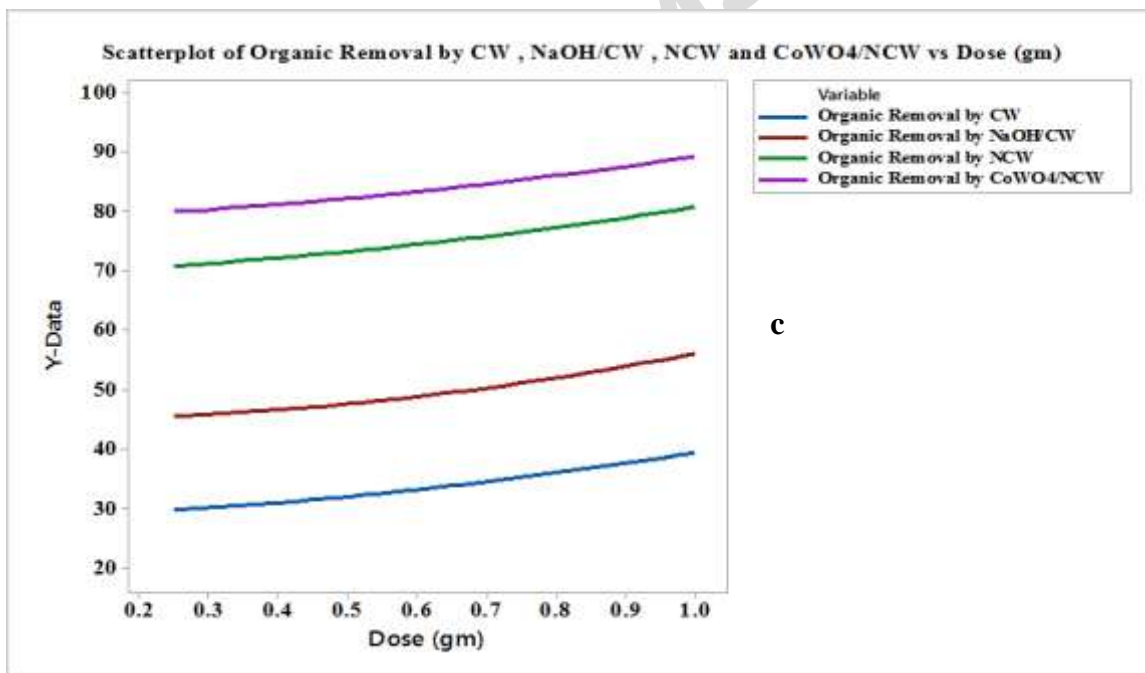 Scatterplot of Organic Removal by CW , NaOH/CW , NCW and CoWO4/NCW vs Dose (gm)
Variable
Organic Removal by CW
Organic Removal by NaOH/CW
Organic Removal by NCW
Organic Removal by CoWO4/NCW
100
90
80
70
60
50
40
30
20
Y-Data
c
0.2 0.3 0.4 0.5 0.6 0.7 0.8 0.9 1.0
Dose (gm)